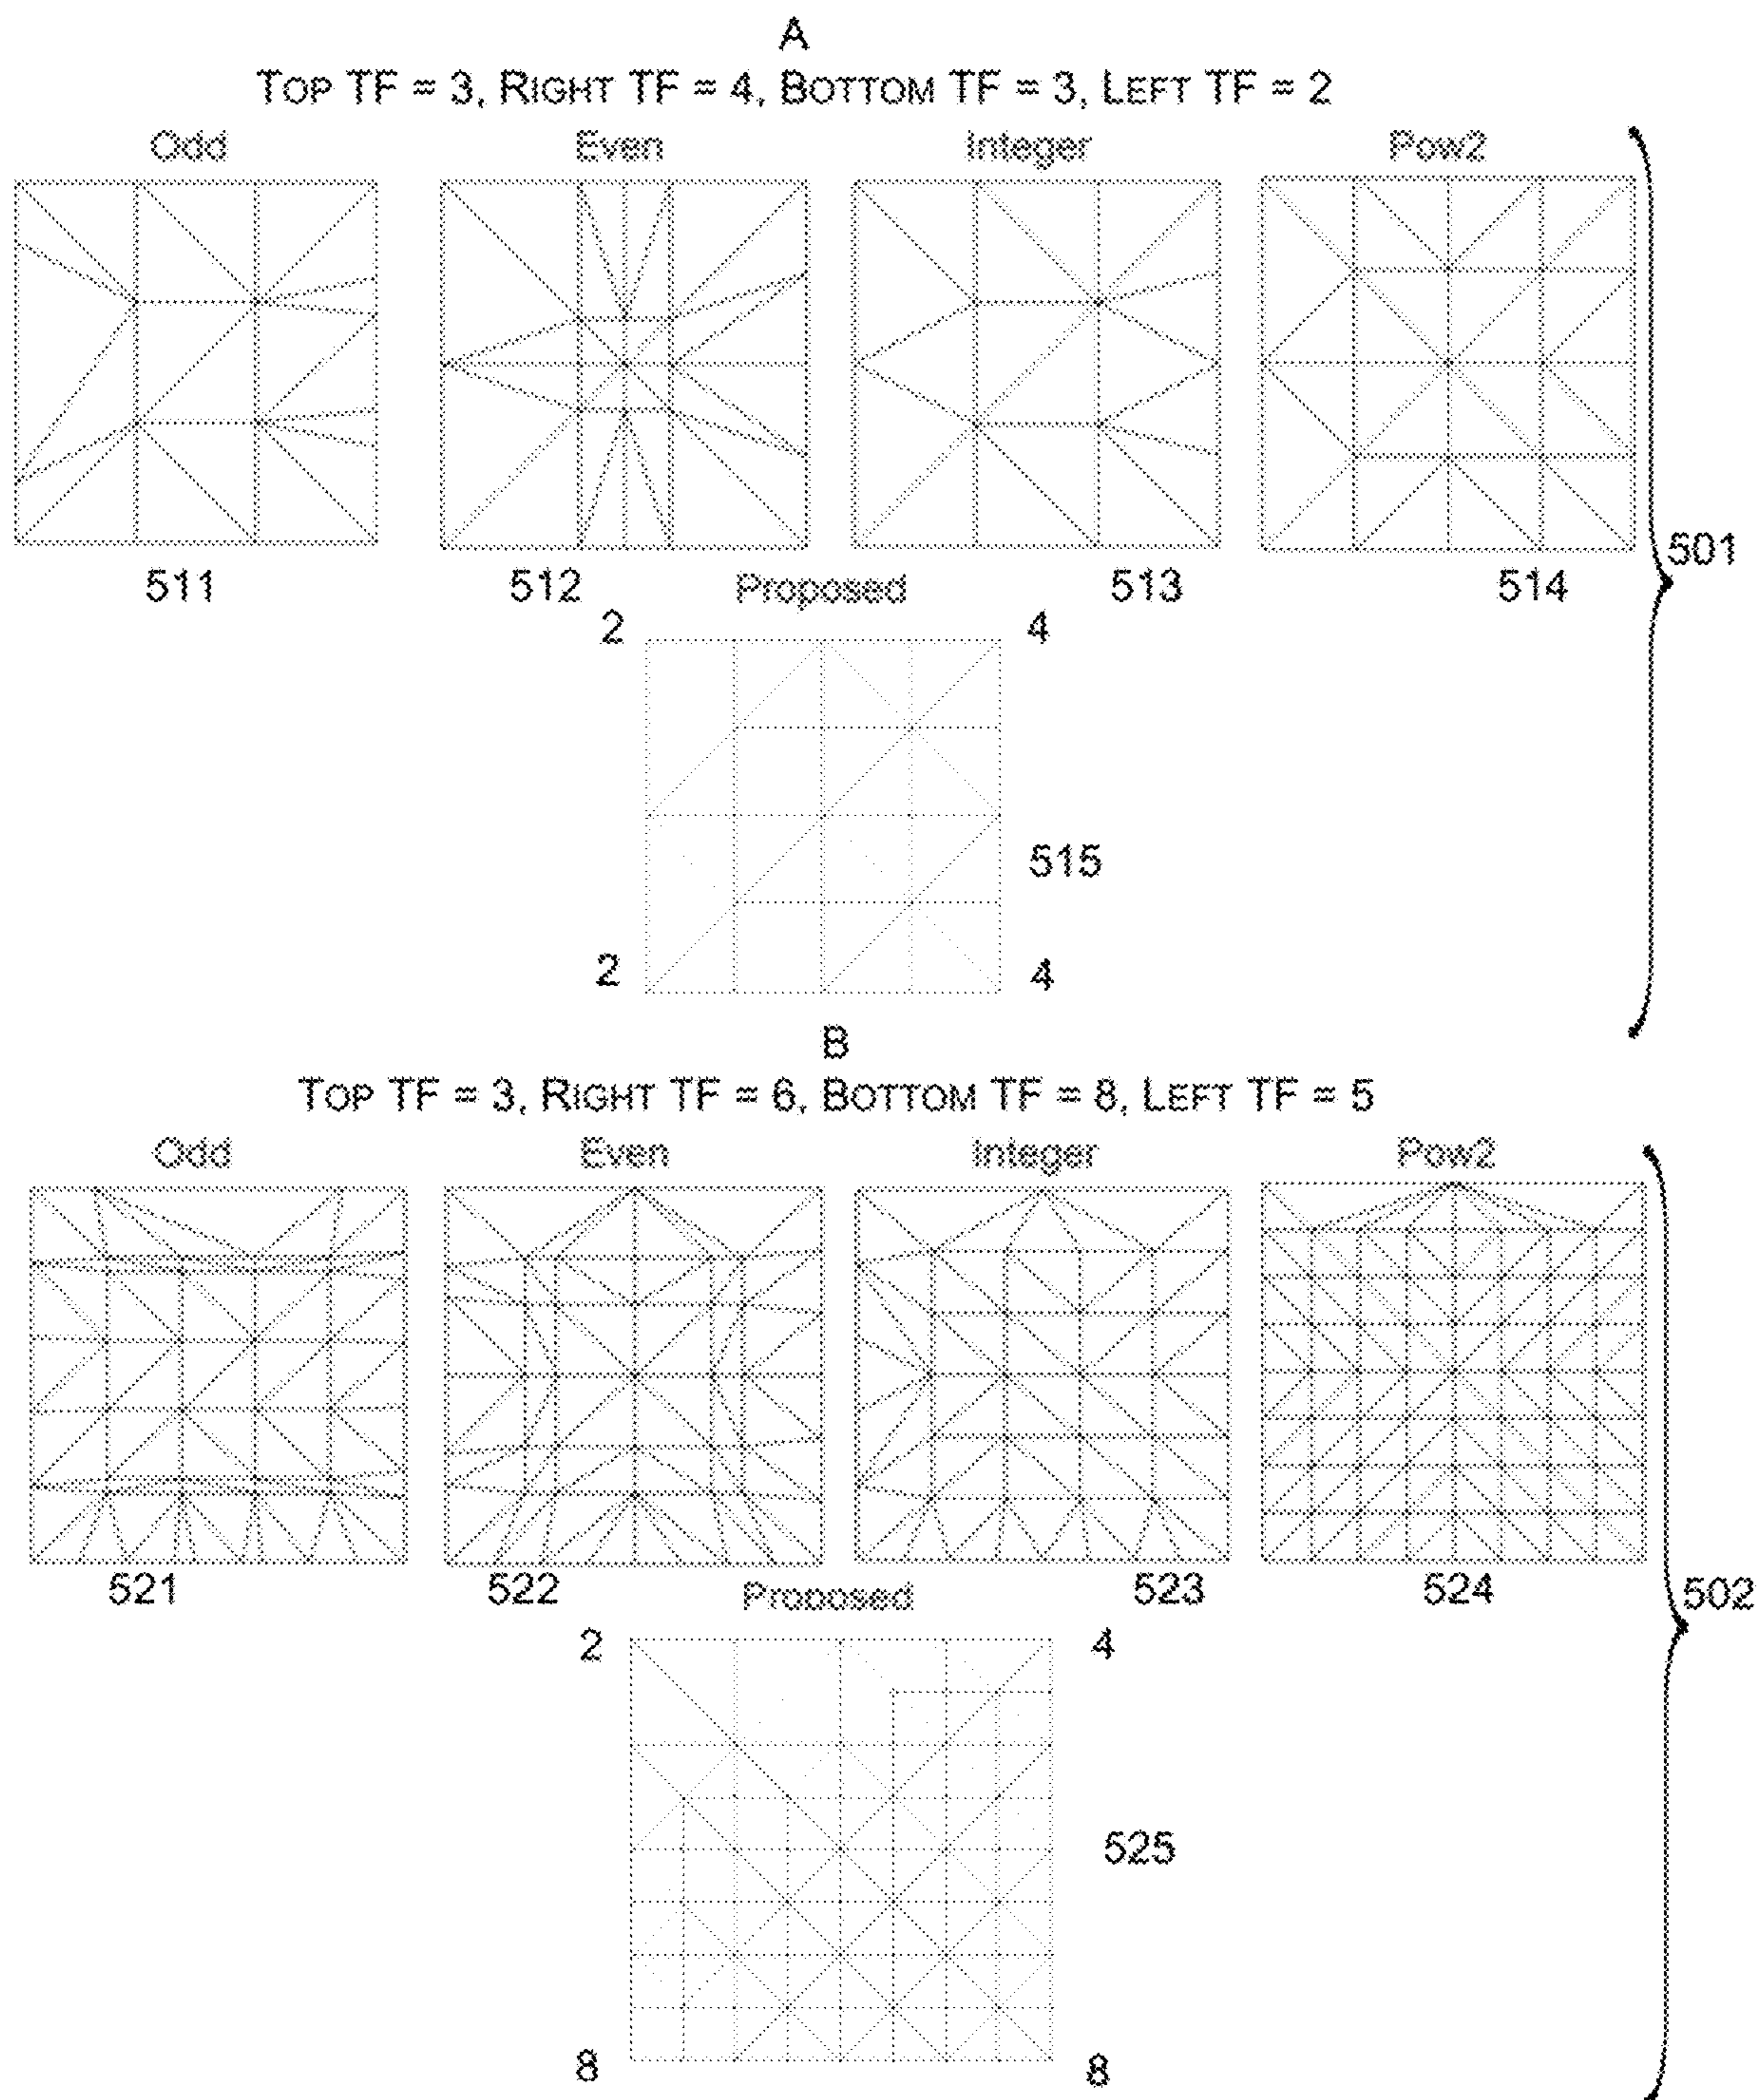 A
TOP TF = 3, RIGHT TF = 4, BOTTOM TF = 3, LEFT TF = 2
Odd Even Integer Pow2
501
511 512 Proposed 513 514
2 4
515
2 4
B
TOP TF = 3, RIGHT TF = 6, BOTTOM TF = 8, LEFT TF = 5
Odd Even Integer Pow2
521 522 Proposed 523 524 502
2 4
525
8 8